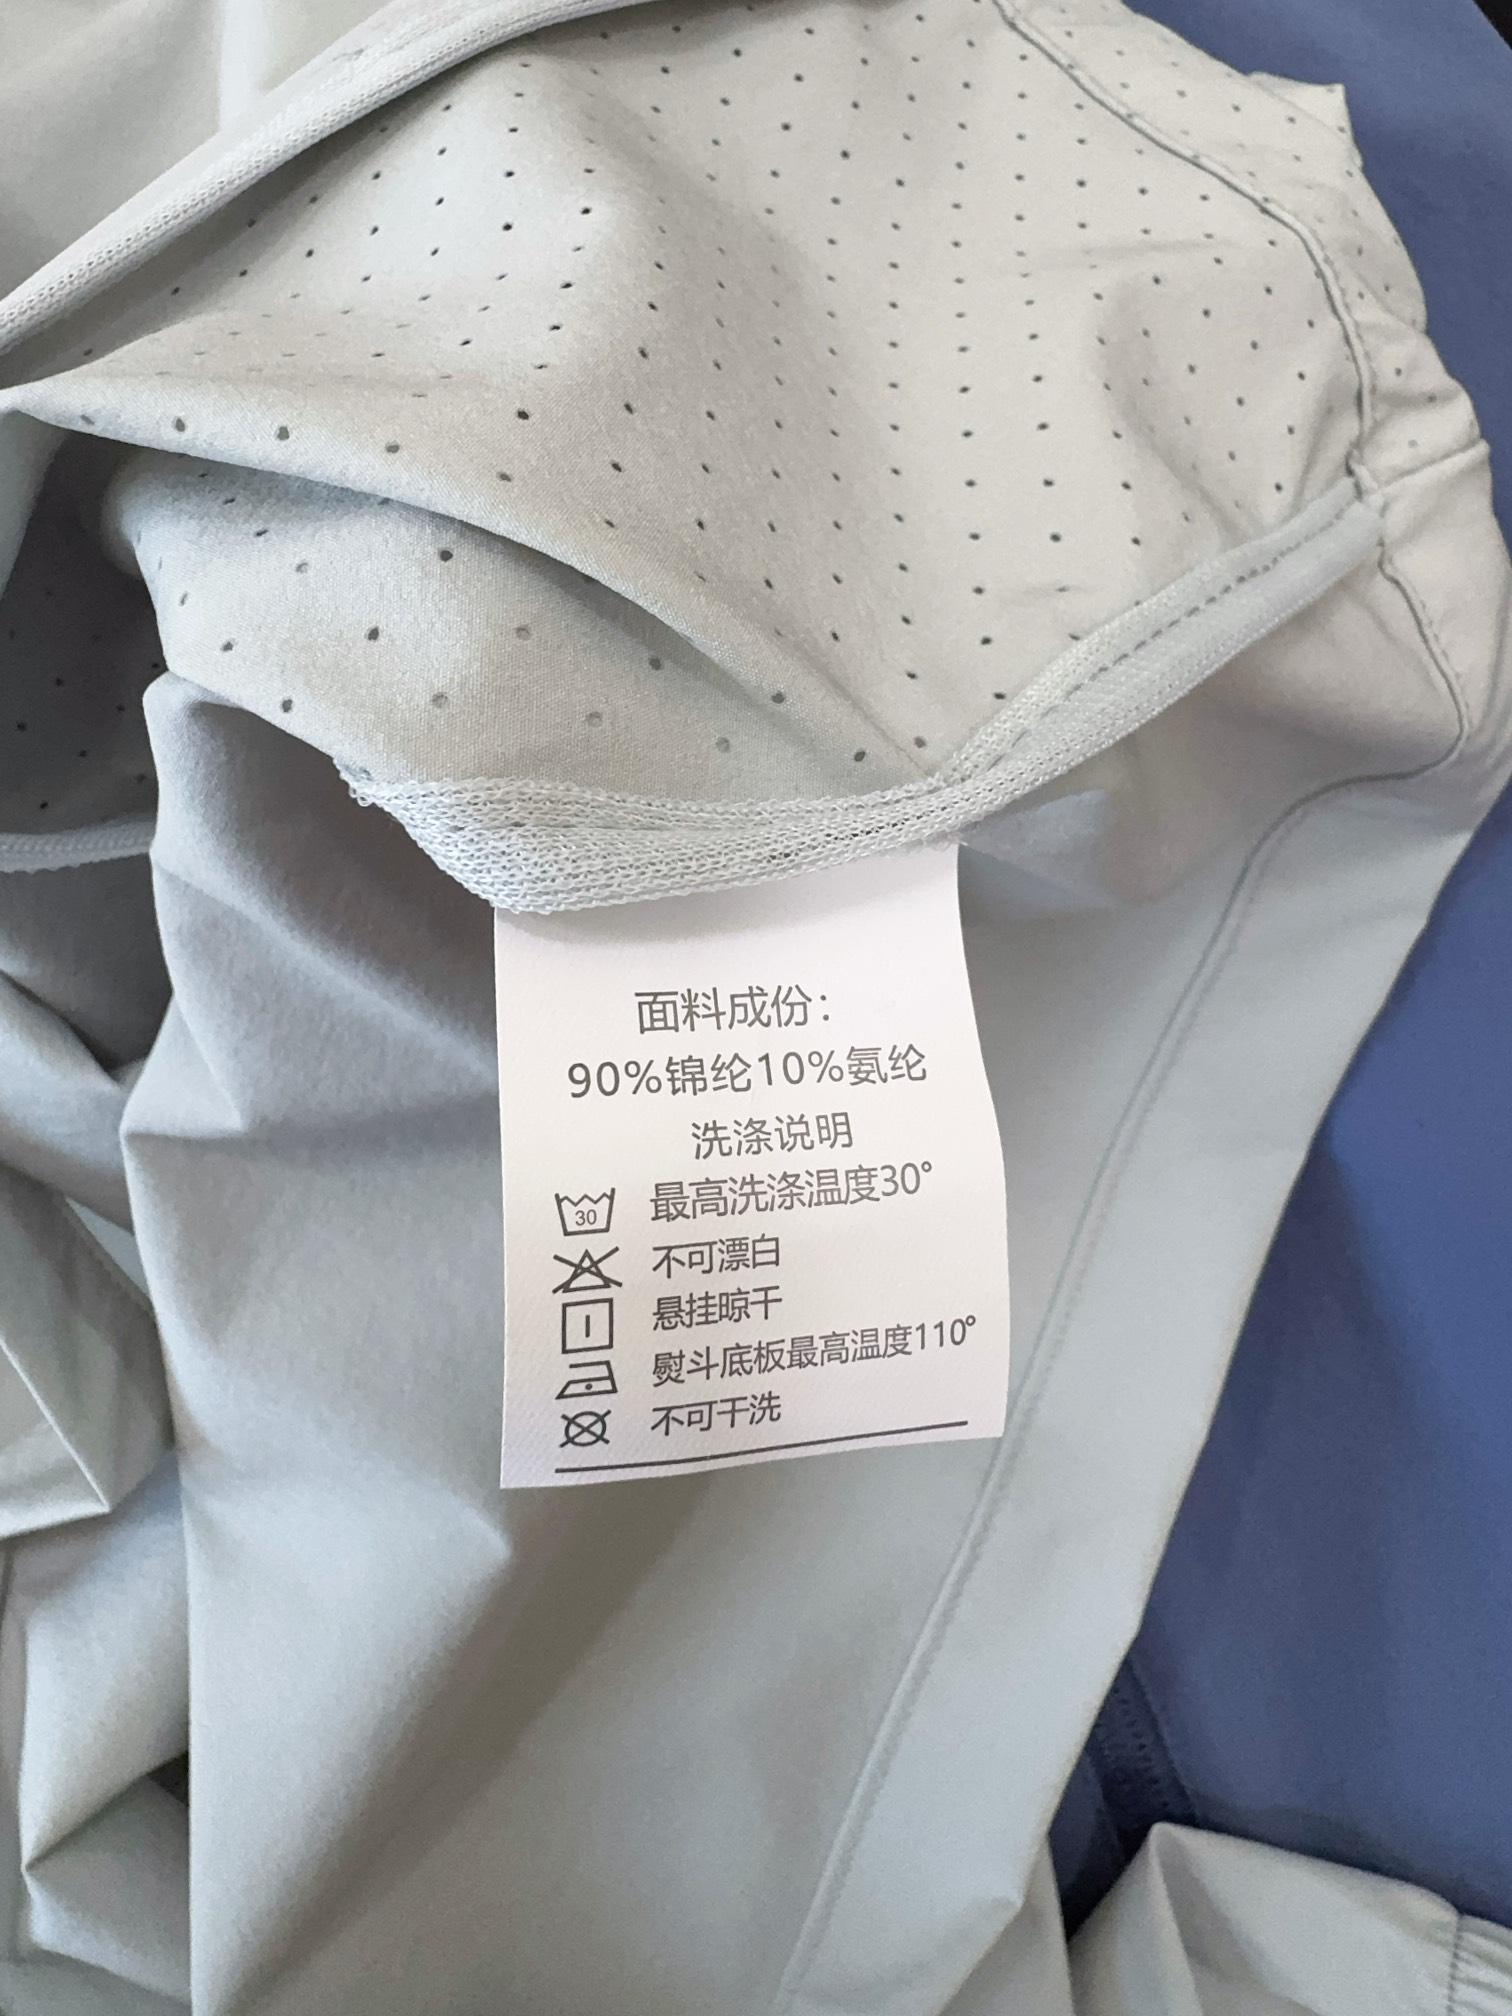 面料成份：
90%锦纶10%氨纶
洗涤说明
30 最高洗涤温度30°
不可漂白
悬挂晾干
熨斗底板最高温度110°
不可干洗